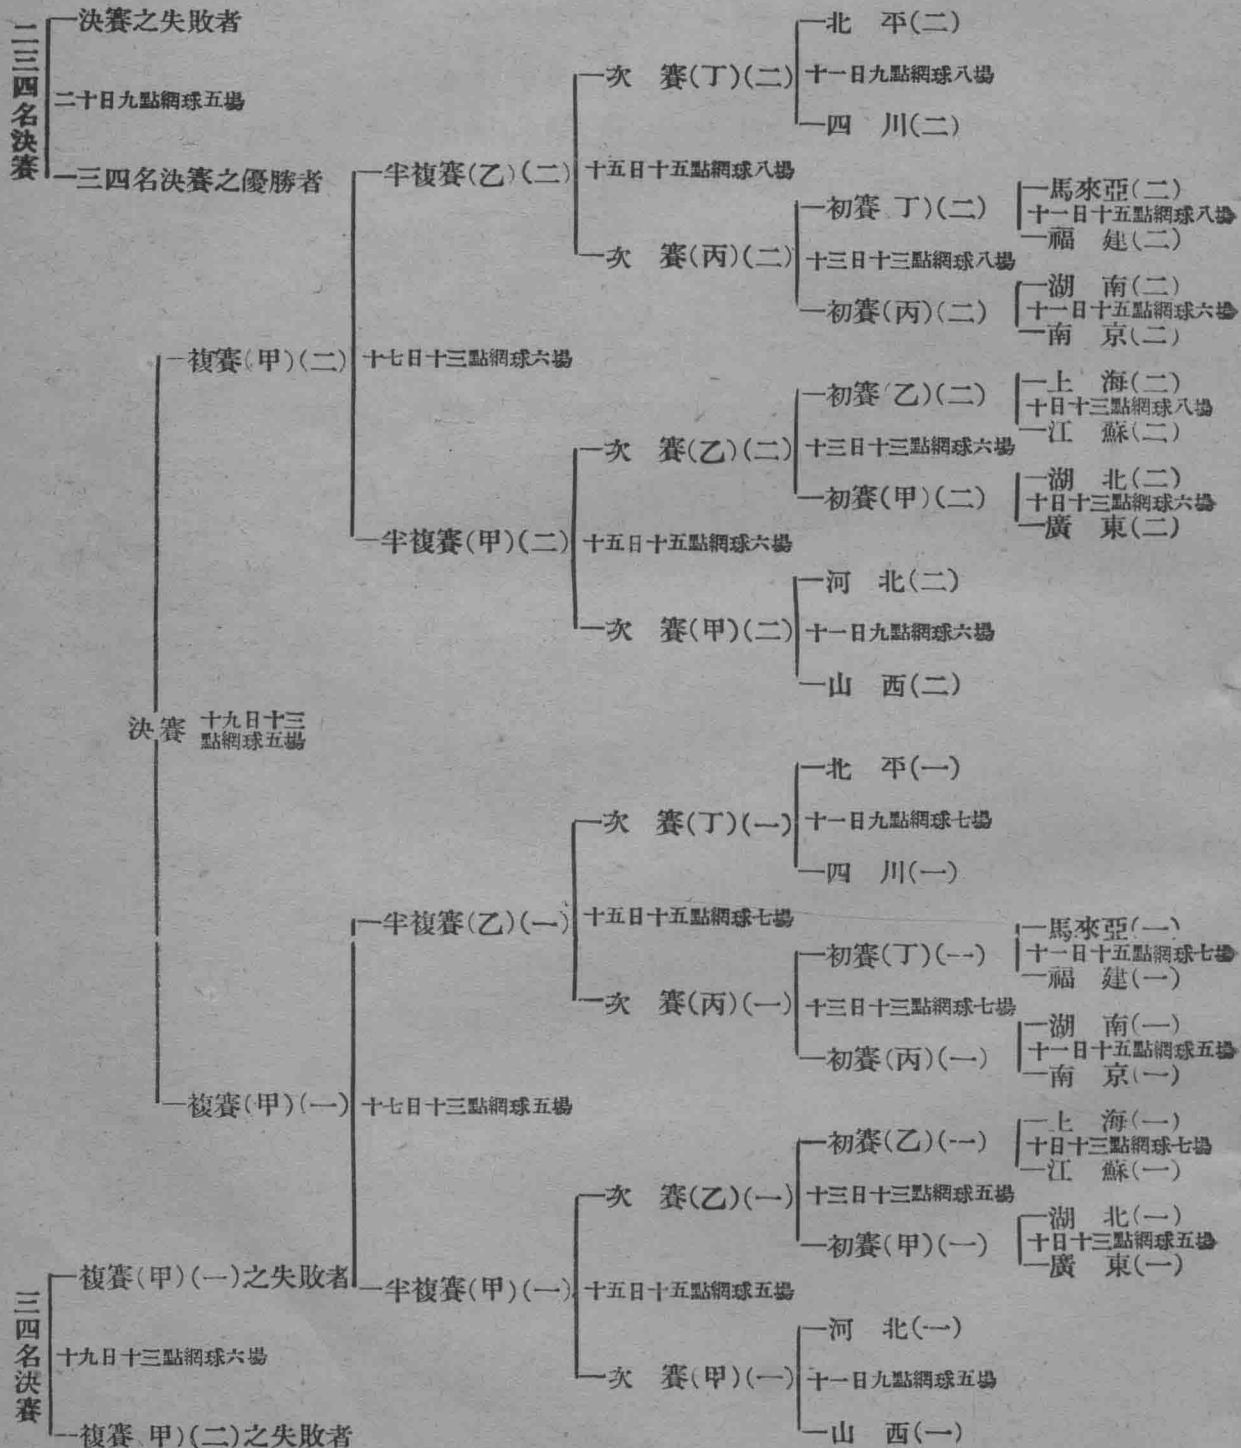 二三四名決賽
決賽之失敗者
二十日九點網球五場
三四名決賽之優勝者
決賽 十九日十三
點網球五場
複賽(甲)(二)
十七日十三點網球六場
半複賽(乙)(二)
十五日十五點網球八場
次 賽(丁)(二)
北 平(二)
十一日九點網球八場
四 川(二)
次 賽(丙)(二)
十三日十三點網球八場
初賽 丁)(二)
馬來亞(二)
十一日十五點網球八場
福 建(二)
初賽(丙)(二)
湖 南(二)
十一日十五點網球六場
南 京(二)
半複賽(甲)(二)
十五日十五點網球六場
次 賽(乙)(二)
十三日十三點網球六場
初賽(乙)(二)
上 海(二)
十日十三點網球八場
江 蘇(二)
初賽(甲)(二)
湖 北(二)
十日十三點網球六場
廣 東(二)
次 賽(甲)(二)
河 北(二)
十一日九點網球六場
山 西(二)
複賽(甲)(一)
十七日十三點網球五場
半複賽(乙)(一)
十五日十五點網球七場
次 賽(丁)(一)
北 平(一)
十一日九點網球七場
四 川(一)
次 賽(丙)(一)
十三日十三點網球七場
初賽(丁)(一)
馬來亞(一)
十一日十五點網球七場
福 建(一)
初賽(丙)(一)
湖 南(一)
十一日十五點網球五場
南 京(一)
半複賽(甲)(一)
十五日十五點網球五場
次 賽(乙)(一)
十三日十三點網球五場
初賽(乙)(一)
上 海(一)
十日十三點網球七場
江 蘇(一)
初賽(甲)(一)
湖 北(一)
十日十三點網球五場
廣 東(一)
次 賽(甲)(一)
河 北(一)
十一日九點網球五場
山 西(一)
三四名決賽
複賽(甲)(一)之失敗者
十九日十三點網球六場
複賽 甲)(二)之失敗者